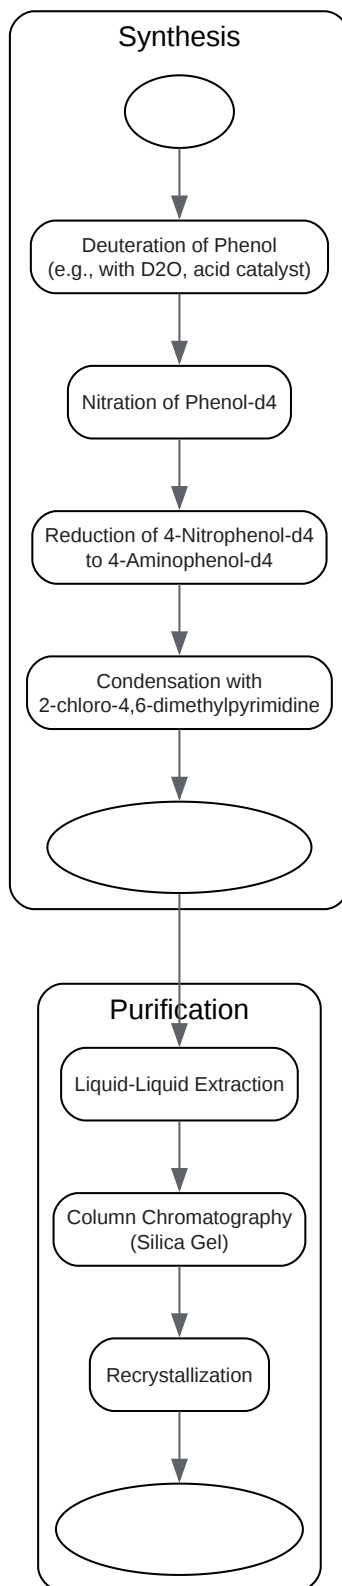 Synthesis
Deuteration of Phenol
(e.g., with D2O, acid catalyst)
Nitration of Phenol-d4
Reduction of 4-Nitrophenol-d4
to 4-Aminophenol-d4
Condensation with
2-chloro-4,6-dimethylpyrimidine
Purification
Liquid-Liquid Extraction
Column Chromatography
(Silica Gel)
Recrystallization